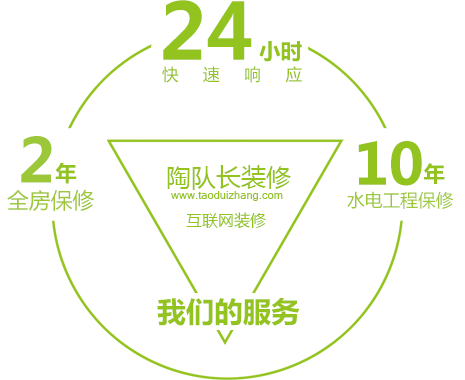 24小时
快速响应
2年
全房保修
10年
水电工程保修
陶队长装修
www.taoduizhang.com
互联网装修
我们的服务